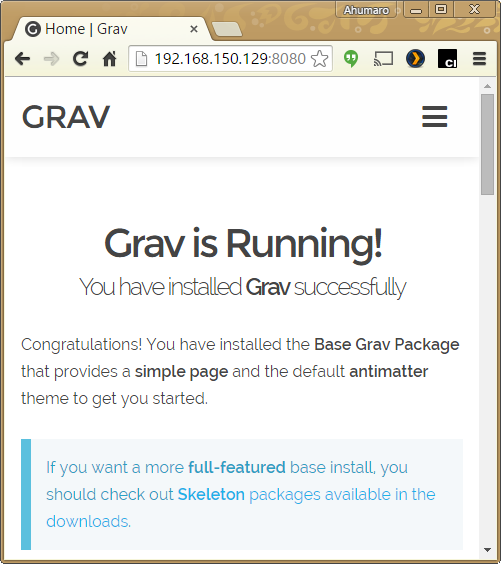 Ahumaro
Home | Grav
192.168.150.129:8080
CI
GRAV
Grav is Running!
You have installed Grav successfully
Congratulations! You have installed the Base Grav Package
that provides a simple page and the default antimatter
theme to get you started.
If you want a more full-featured base install, you
should check out Skeleton packages available in the
downloads.